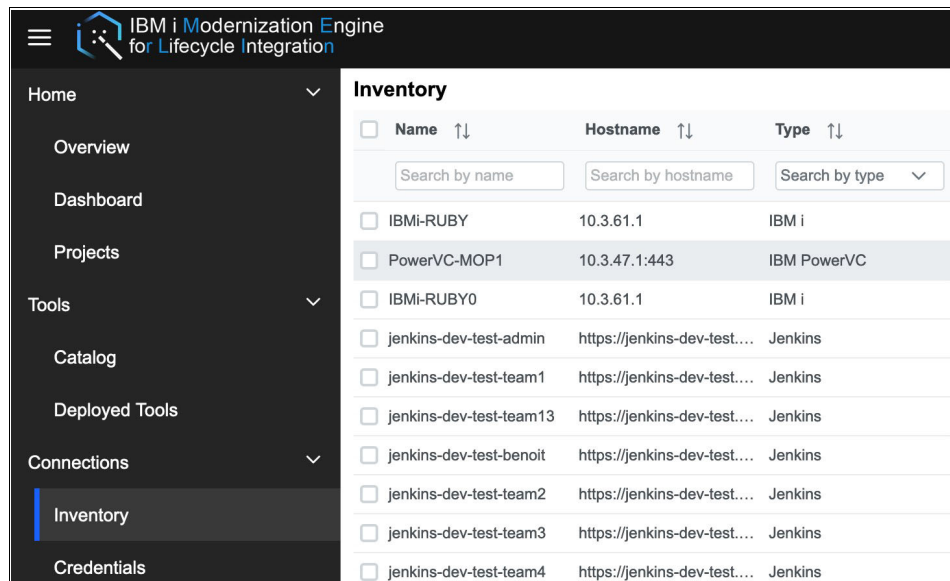 IBM i Modernization Engine
for Lifecycle Integration
Home
Overview
Dashboard
Projects
Tools
Catalog
Deployed Tools
Connections
Inventory
Credentials
Inventory
Name Hostname Type
Search by name Search by hostname Search by type
IBMi-RUBY 10.3.61.1 IBM i
PowerVC-MOP1 10.3.47.1:443 IBM PowerVC
IBMi-RUBY0 10.3.61.1 IBM i
jenkins-dev-test-admin https://jenkins-dev-test.... Jenkins
jenkins-dev-test-team1 https://jenkins-dev-test.... Jenkins
jenkins-dev-test-team13 https://jenkins-dev-test.... Jenkins
jenkins-dev-test-benoit https://jenkins-dev-test.... Jenkins
jenkins-dev-test-team2 https://jenkins-dev-test.... Jenkins
jenkins-dev-test-team3 https://jenkins-dev-test.... Jenkins
jenkins-dev-test-team4 https://jenkins-dev-test.... Jenkins